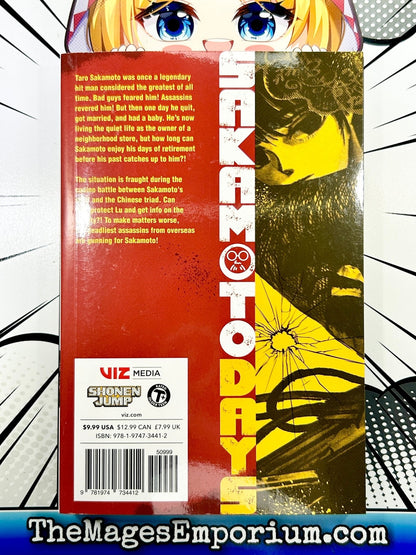 Taro Sakamoto was once a legendary
hit man considered the greatest of all
time. Bad guys feared him! Assassins
revered him! But then one day he quit,
got married, and had a baby. He's now
living the quiet life as the owner of a
neighborhood store, but how long can
Sakamoto enjoy his days of retirement
before his past catches up to him?!
The situation is fraught during the
battle between Sakamoto's
and the Chinese triad. Can
protect Lu and get info on the
To make matters worse,
deadliest assassins from overseas
are gunning for Sakamoto!
SAKAMOTO DAYS
VIZ MEDIA
SHONEN
JUMP
viz.com
$9.99 USA $12.99 CAN £7.99 UK
ISBN: 978-1-9747-3441-2
50999
9 781974 734412
TheMagesEmporium.com